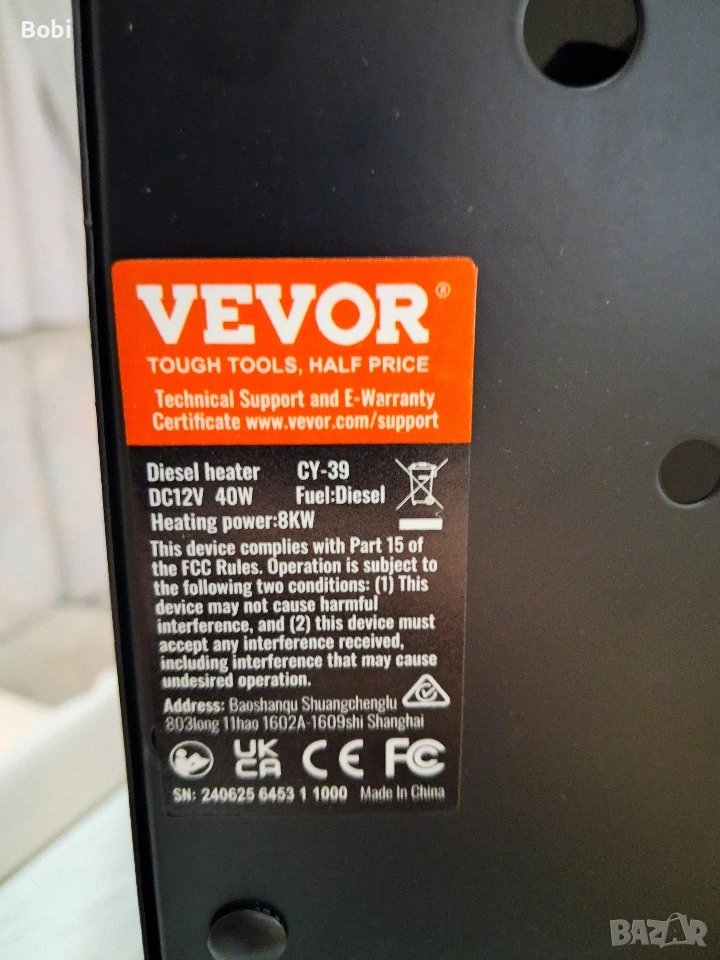 Bobi
VEVOR®
TOUGH TOOLS, HALF PRICE
Technical Support and E-Warranty
Certificate www.vevor.com/support
Diesel heater CY-39
DC12V 40W Fuel:Diesel
Heating power:8KW
This device complies with Part 15 of
the FCC Rules. Operation is subject to
the following two conditions: (1) This
device may not cause harmful
interference, and (2) this device must
accept any interference received,
including interference that may cause
undesired operation.
Address: Baoshanqu Shuangchenglu
803long 11hao 1602A-1609shi Shanghai
UK CA CE FC
SN: 240625 6453 1 1000 Made In China
BAZAR